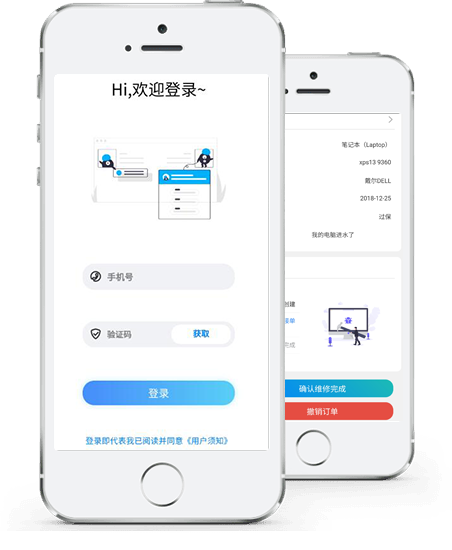 Hi,欢迎登录~
手机号
验证码
获取
登录
登录即代表我已阅读并同意《用户须知》
笔记本（Laptop）
xps13 9360
戴尔DELL
2018-12-25
过保
我的电脑进水了
创建
接单
完成
确认维修完成
撤销订单